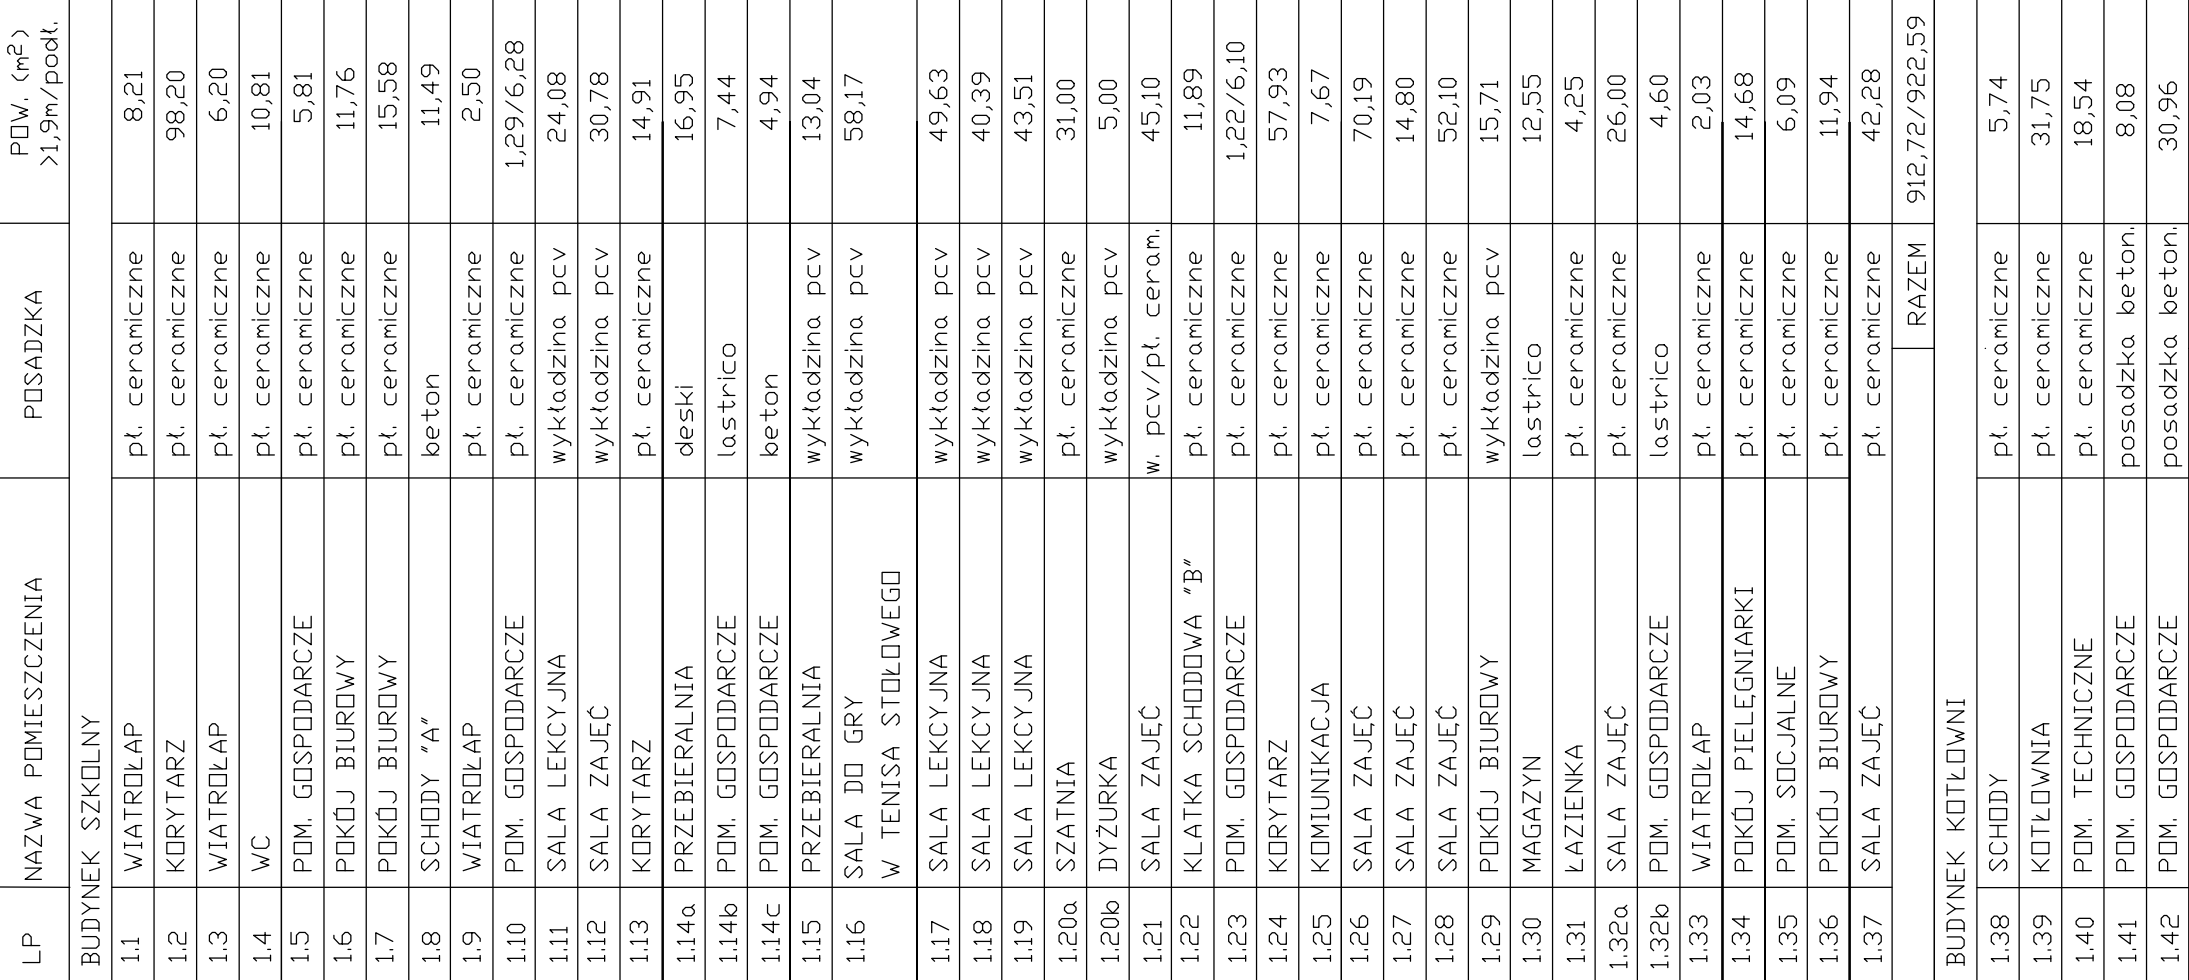 LP NAZWA POMIESZCZENIA POSADZKA POW. (m²)
>1,9m/podł.
BUDYNEK SZKOLNY
1.1 WIATROŁAP pł. ceramiczne 8,21
1.2 KORYTARZ pł. ceramiczne 98,20
1.3 WIATROŁAP pł. ceramiczne 6,20
1.4 WC pł. ceramiczne 10,81
1.5 POM. GOSPODARCZE pł. ceramiczne 5,81
1.6 POKÓJ BIUROWY pł. ceramiczne 11,76
1.7 POKÓJ BIUROWY pł. ceramiczne 15,58
1.8 SCHODY "A" beton 11,49
1.9 WIATROŁAP pł. ceramiczne 2,50
1.10 POM. GOSPODARCZE pł. ceramiczne 1,29/6,28
1.11 SALA LEKCYJNA wykładzina pcv 24,08
1.12 SALA ZAJĘĆ wykładzina pcv 30,78
1.13 KORYTARZ pł. ceramiczne 14,91
1.14a PRZEBIERALNIA deski 16,95
1.14b POM. GOSPODARCZE lastrico 7,44
1.14c POM. GOSPODARCZE beton 4,94
1.15 PRZEBIERALNIA wykładzina pcv 13,04
1.16 SALA DO GRY wykładzina pcv 58,17
W TENISA STOŁOWEGO
1.17 SALA LEKCYJNA wykładzina pcv 49,63
1.18 SALA LEKCYJNA wykładzina pcv 40,39
1.19 SALA LEKCYJNA wykładzina pcv 43,51
1.20a SZATNIA pł. ceramiczne 31,00
1.20b DYŻURKA wykładzina pcv 5,00
1.21 SALA ZAJĘĆ w. pcv/pł. ceram. 45,10
1.22 KLATKA SCHODOWA "B" pł. ceramiczne 11,89
1.23 POM. GOSPODARCZE pł. ceramiczne 1,22/6,10
1.24 KORYTARZ pł. ceramiczne 57,93
1.25 KOMUNIKACJA pł. ceramiczne 7,67
1.26 SALA ZAJĘĆ pł. ceramiczne 70,19
1.27 SALA ZAJĘĆ pł. ceramiczne 14,80
1.28 SALA ZAJĘĆ pł. ceramiczne 52,10
1.29 POKÓJ BIUROWY wykładzina pcv 15,71
1.30 MAGAZYN lastrico 12,55
1.31 ŁAZIENKA pł. ceramiczne 4,25
1.32a SALA ZAJĘĆ pł. ceramiczne 26,00
1.32b POM. GOSPODARCZE lastrico 4,60
1.33 WIATROŁAP pł. ceramiczne 2,03
1.34 POKÓJ PIELĘGNIARKI pł. ceramiczne 14,68
1.35 POM. SOCJALNE pł. ceramiczne 6,09
1.36 POKÓJ BIUROWY pł. ceramiczne 11,94
1.37 SALA ZAJĘĆ pł. ceramiczne 42,28
RAZEM 912,72/922,59
BUDYNEK KOTŁOWNI
1.38 SCHODY pł. ceramiczne 5,74
1.39 KOTŁOWNIA pł. ceramiczne 31,75
1.40 POM. TECHNICZNE pł. ceramiczne 18,54
1.41 POM. GOSPODARCZE posadzka beton. 8,08
1.42 POM. GOSPODARCZE posadzka beton. 30,96